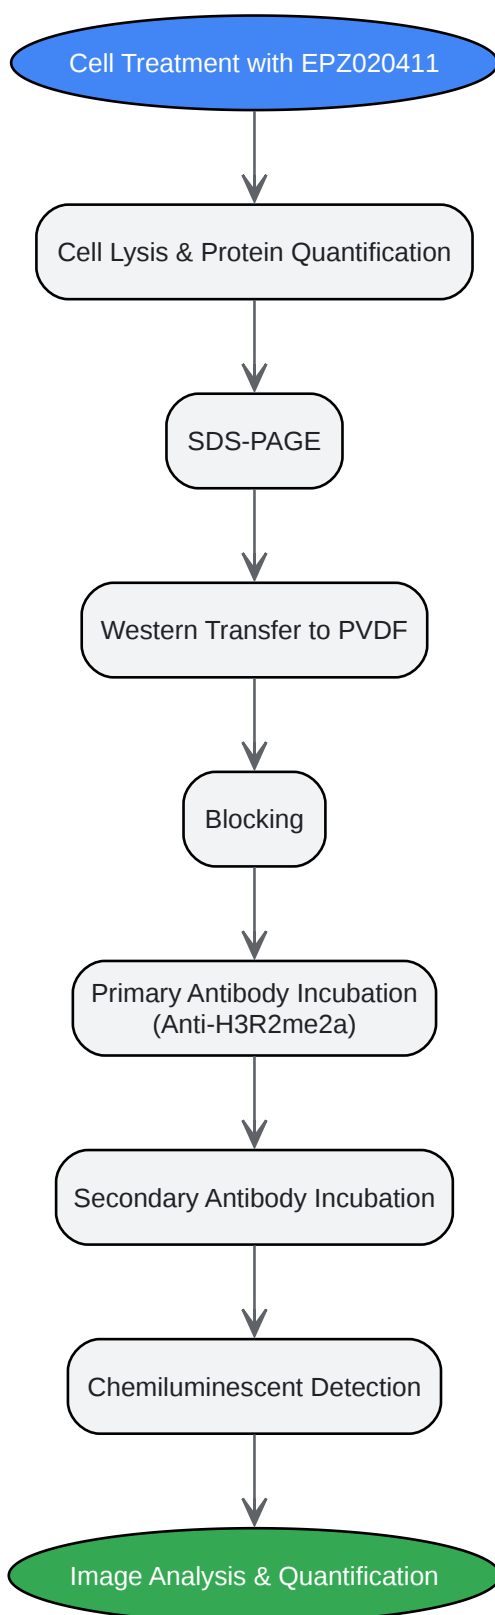 Cell Treatment with EPZ020411
Cell Lysis & Protein Quantification
SDS-PAGE
Western Transfer to PVDF
Blocking
Primary Antibody Incubation
(Anti-H3R2me2a)
Secondary Antibody Incubation
Chemiluminescent Detection
Image Analysis & Quantification